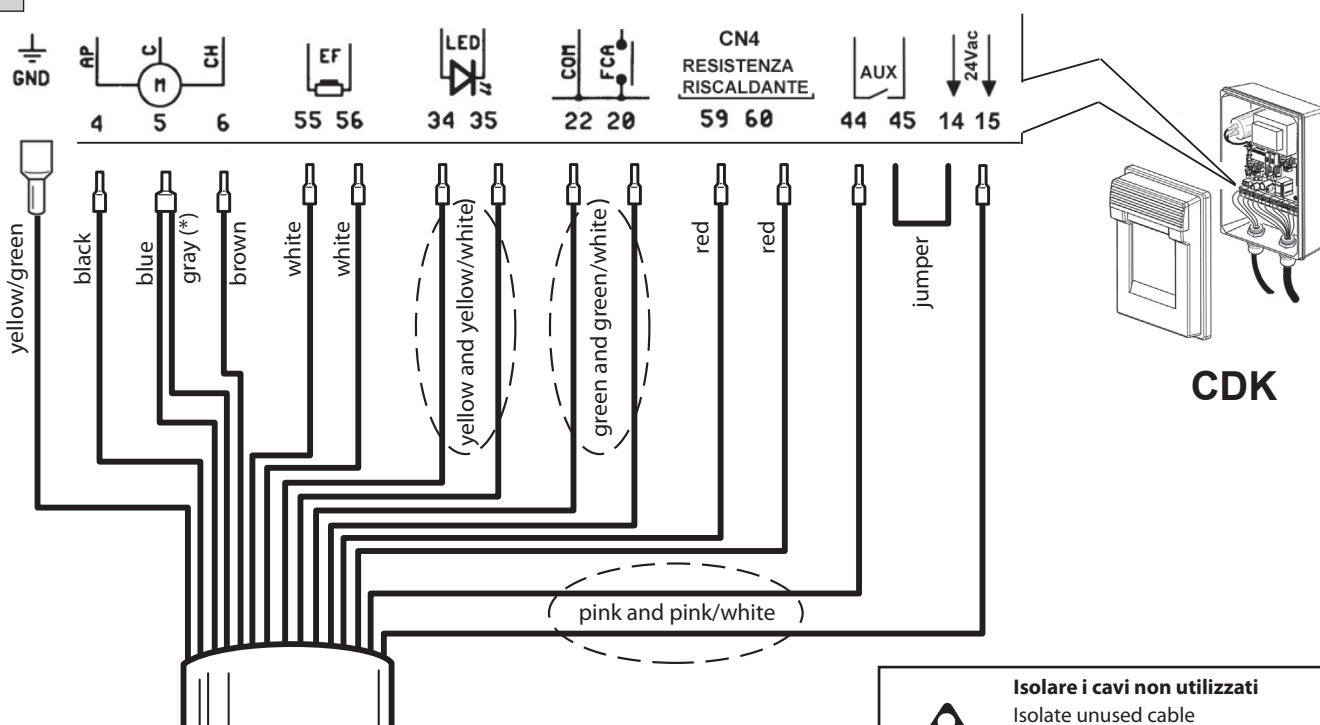 AP C CH
GND
M
EF
LED
COM FCA
CN4
RESISTENZA
RISCALDANTE
AUX
24Vac
4 5 6 55 56 34 35 22 20 59 60 44 45 14 15
yellow/green
black
blue
gray (*)
brown
white
white
yellow and yellow/white
green and green/white
red
red
jumper
pink and pink/white
CDK
Isolare i cavi non utilizzati
Isolate unused cable